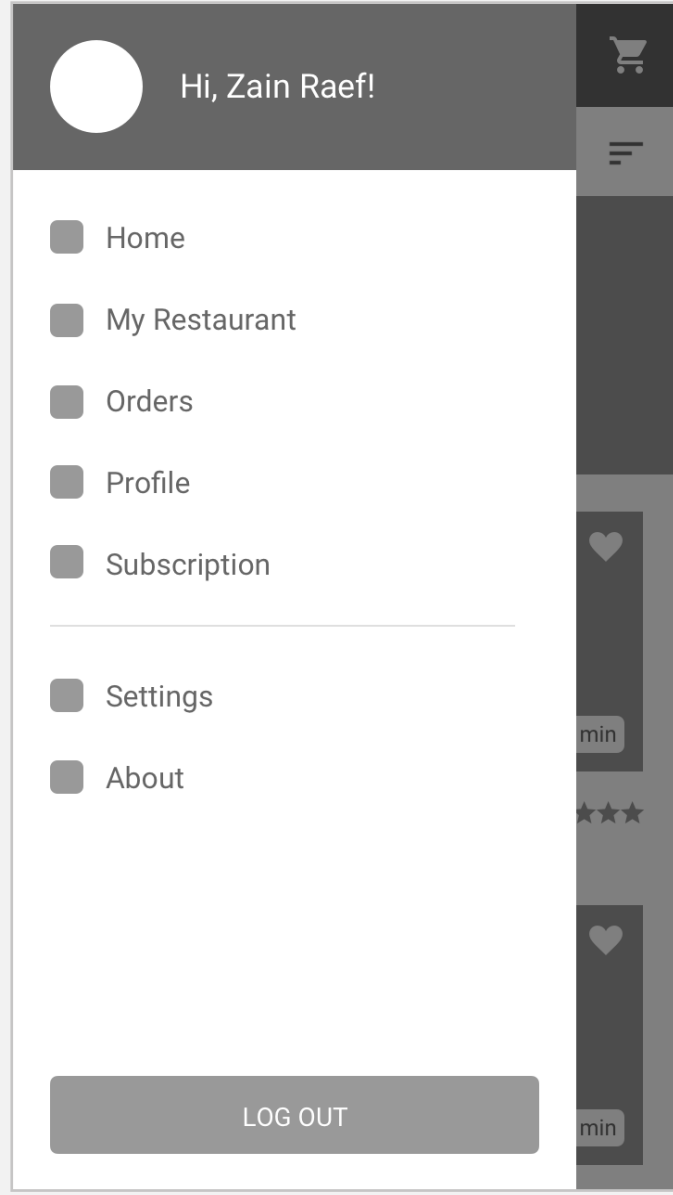 Hi, Zain Raef!
Home
My Restaurant
Orders
Profile
Subscription
Settings
About
min
min
LOG OUT